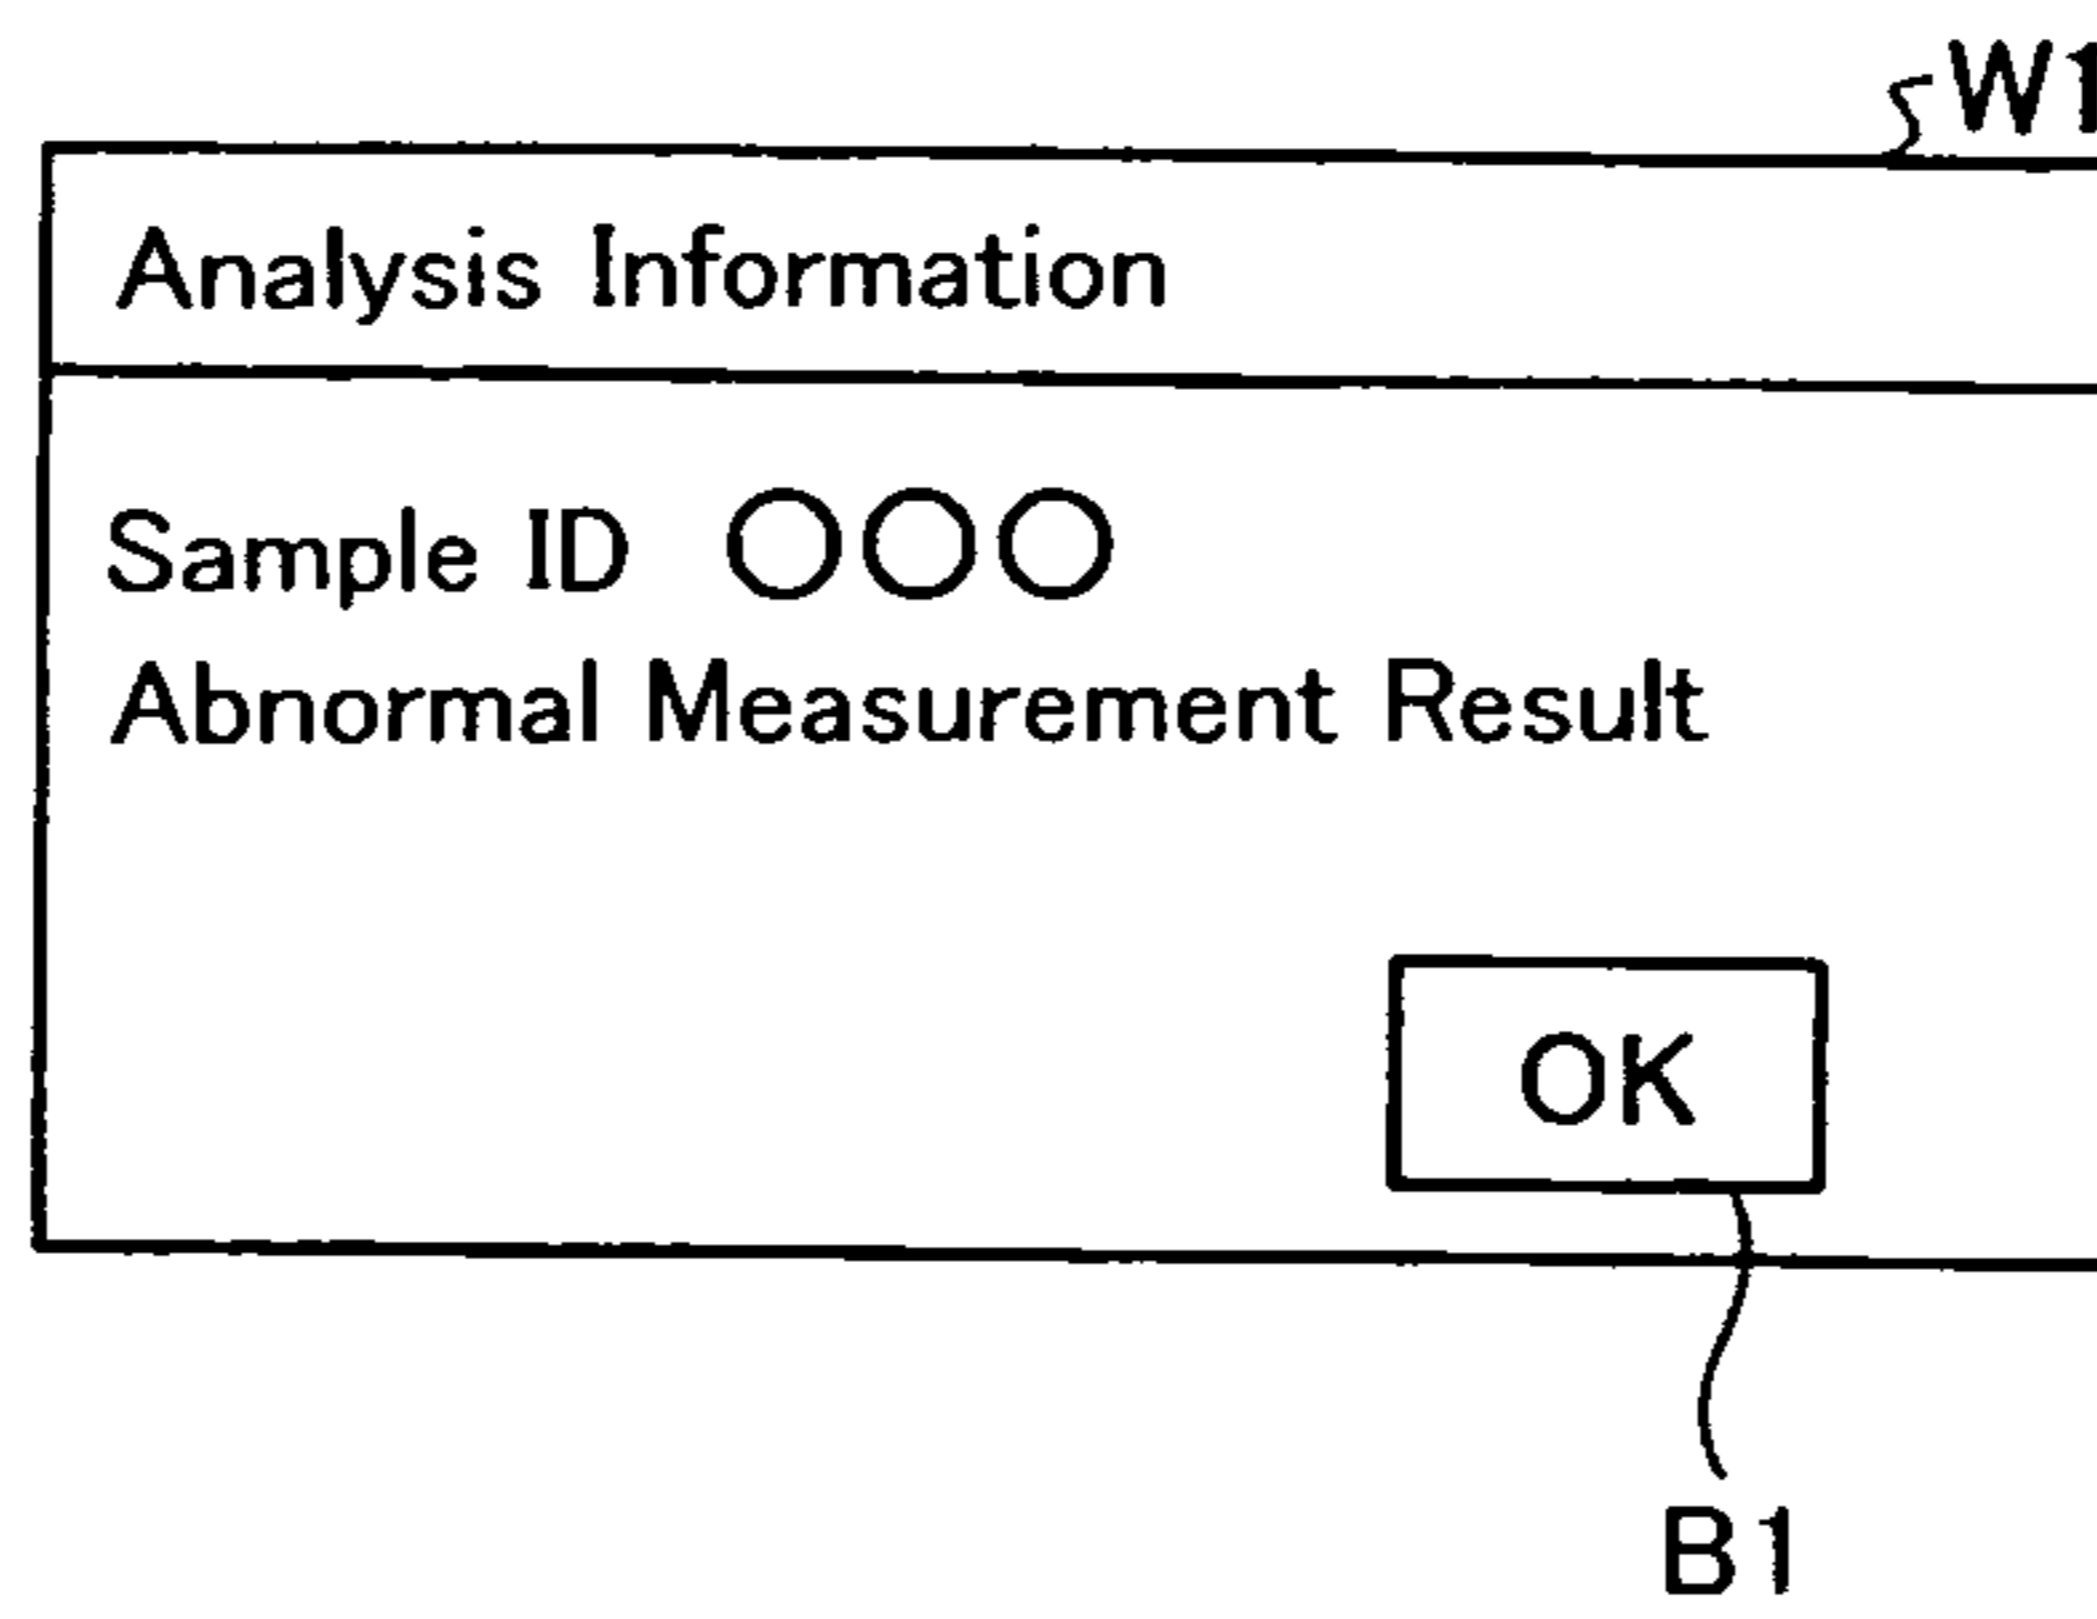 W1
Analysis Information
Sample ID ○○○
Abnormal Measurement Result
OK
B1